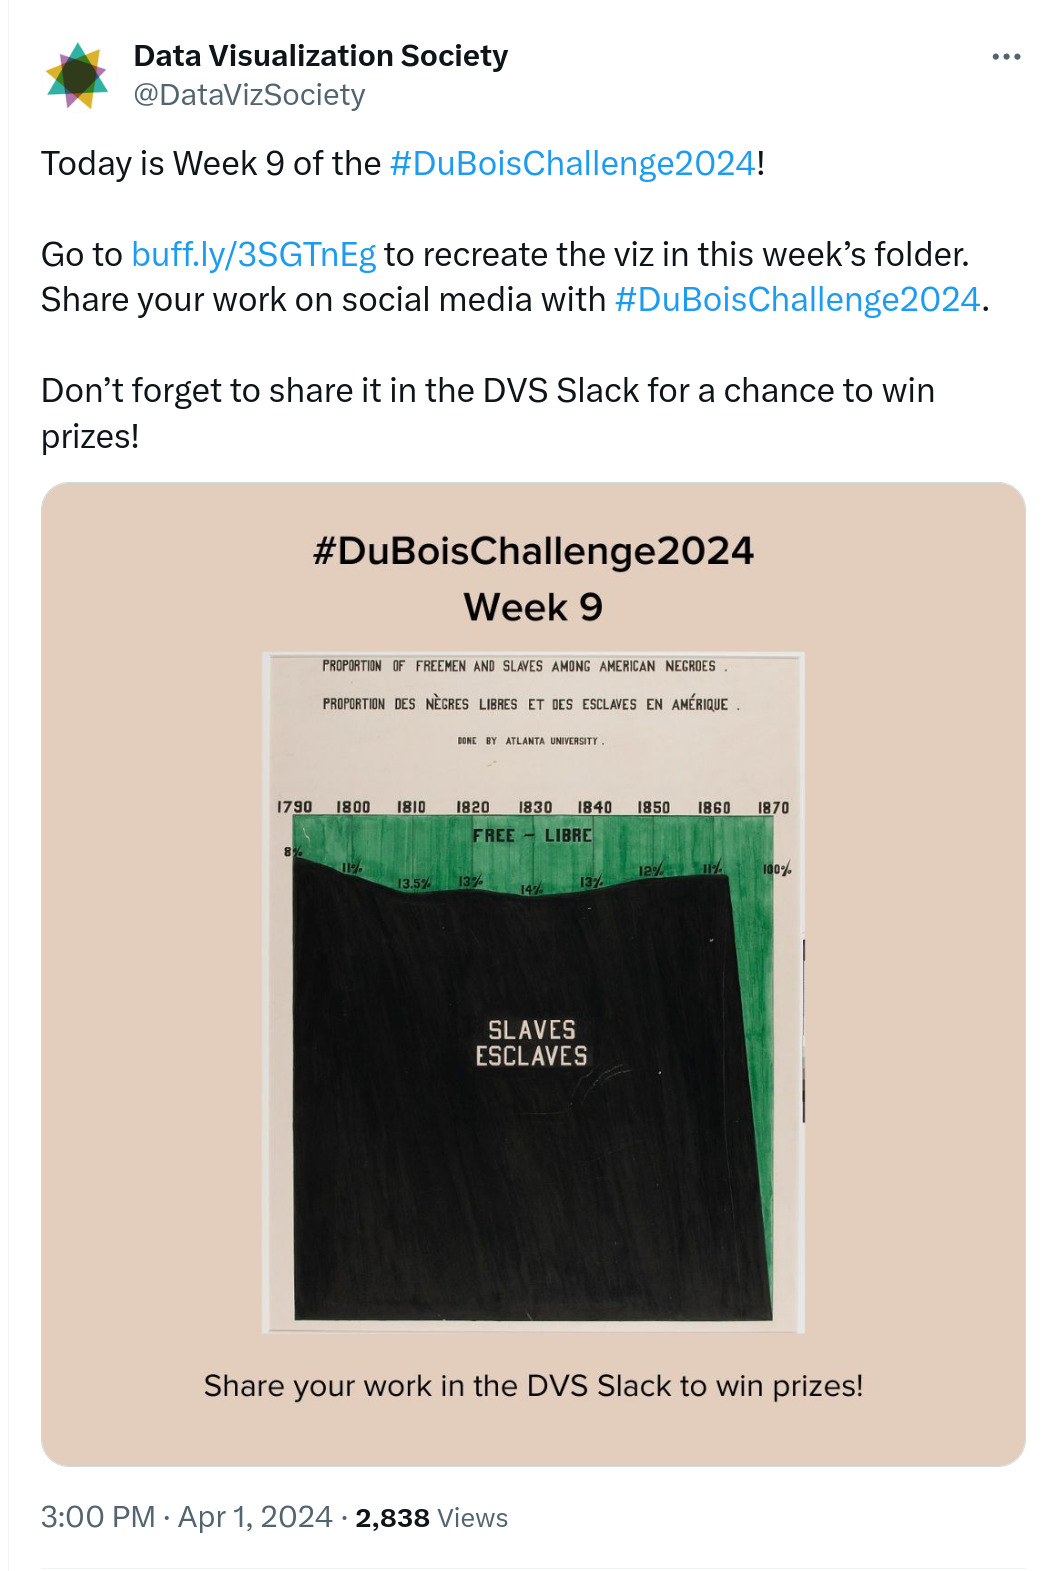 Data Visualization Society
@DataVizSociety
Today is Week 9 of the #DuBoisChallenge2024!
Go to buff.ly/3SGTnEg to recreate the viz in this week’s folder.
Share your work on social media with #DuBoisChallenge2024.
Don’t forget to share it in the DVS Slack for a chance to win
prizes!
#DuBoisChallenge2024
Week 9
PROPORTION OF FREEMEN AND SLAVES AMONG AMERICAN NEGROES .
PROPORTION DES NÈGRES LIBRES ET DES ESCLAVES EN AMÉRIQUE .
DONE BY ATLANTA UNIVERSITY .
1790 1800 1810 1820 1830 1840 1850 1860 1870
FREE – LIBRE
8% 11% 13.5% 13% 14% 13% 12% 11% 100%
SLAVES
ESCLAVES
Share your work in the DVS Slack to win prizes!
3:00 PM · Apr 1, 2024 · 2,838 Views